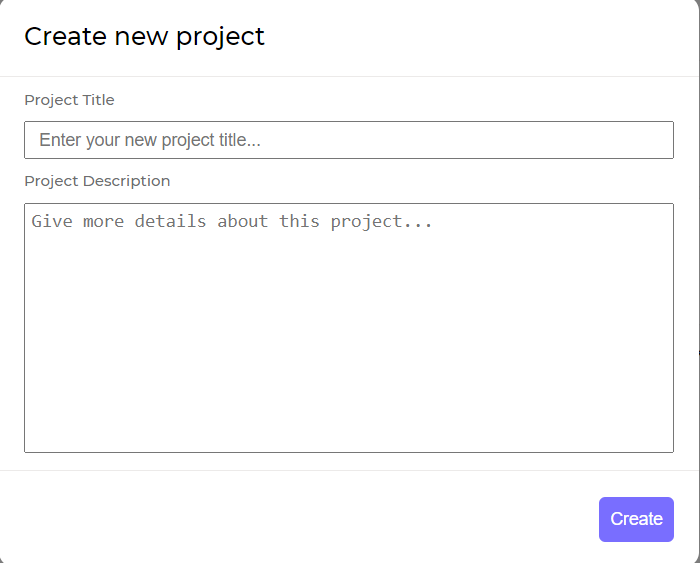 Create new project
Project Title
Enter your new project title...
Project Description
Give more details about this project...
Create